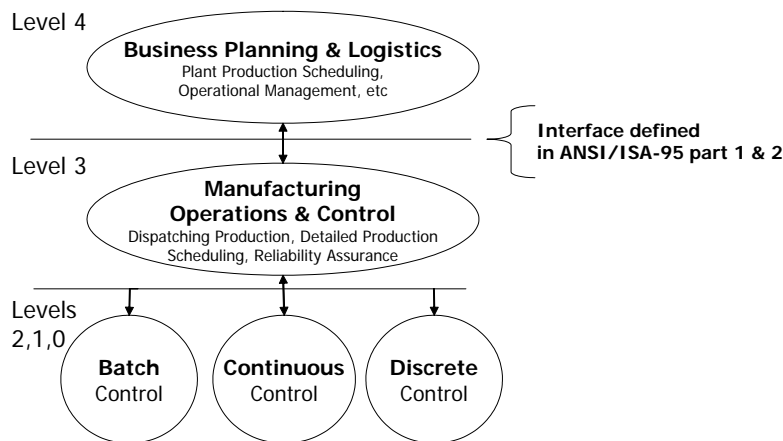 Level 4
Business Planning & Logistics
Plant Production Scheduling,
Operational Management, etc
Interface defined
in ANSI/ISA-95 part 1 & 2
Level 3
Manufacturing
Operations & Control
Dispatching Production, Detailed Production
Scheduling, Reliability Assurance
Levels
2,1,0
Batch
Control
Continuous
Control
Discrete
Control